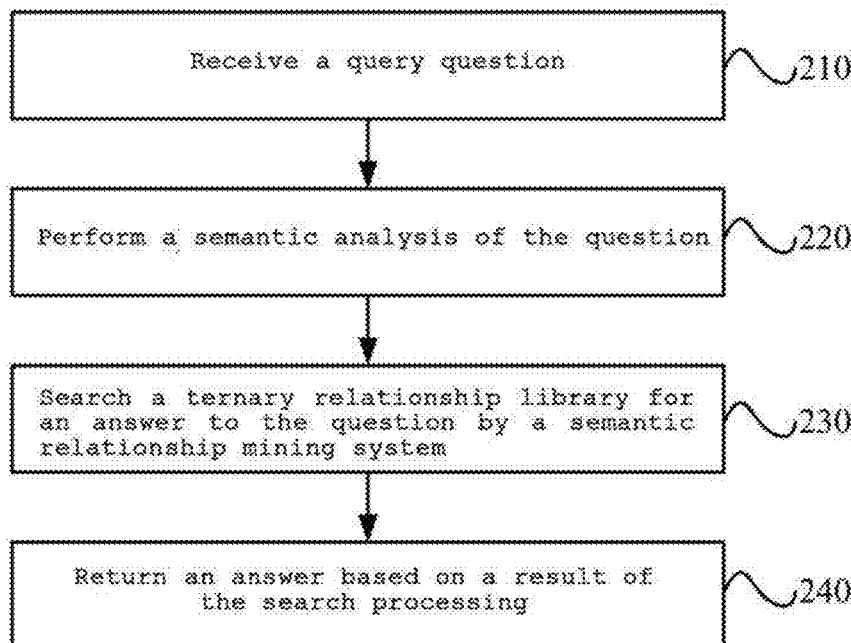 Receive a query question
210
Perform a semantic analysis of the question
220
Search a ternary relationship library for
an answer to the question by a semantic
relationship mining system
230
Return an answer based on a result of
the search processing
240